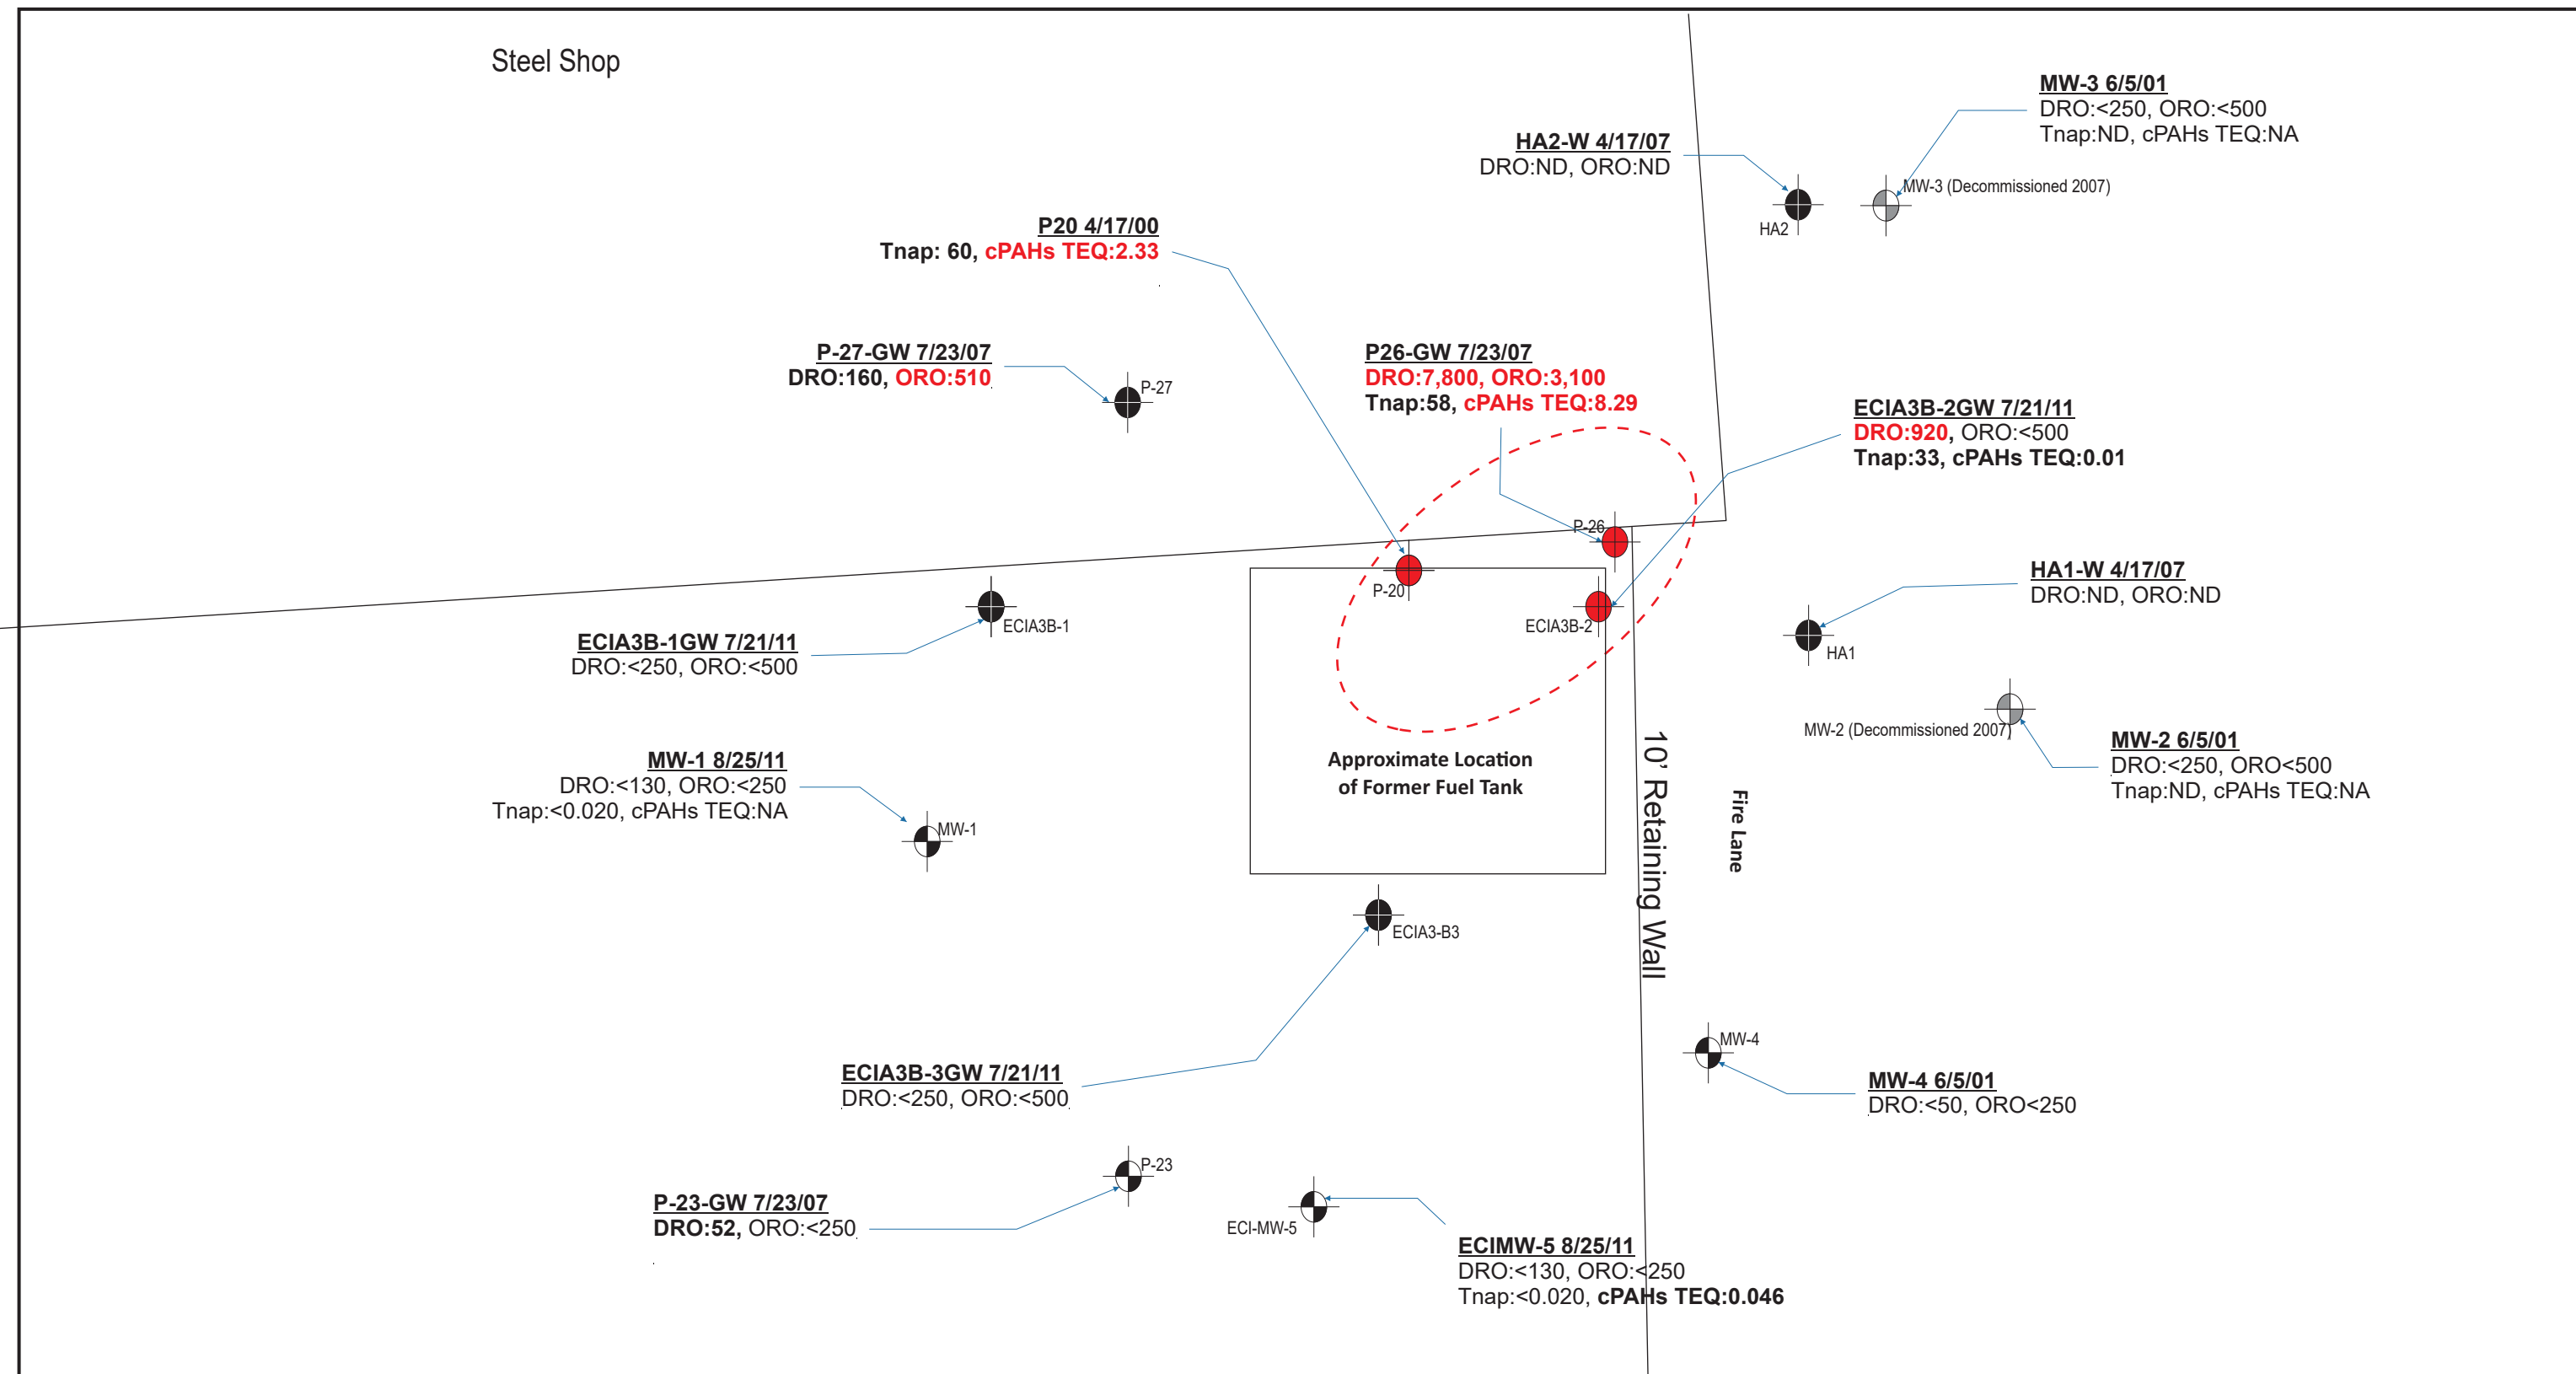 Steel Shop
MW-3 6/5/01
DRO:<250, ORO:<500
Tnap:ND, cPAHs TEQ:NA
HA2-W 4/17/07
DRO:ND, ORO:ND
MW-3 (Decommissioned 2007)
HA2
P20 4/17/00
Tnap: 60, cPAHs TEQ:2.33
P-27-GW 7/23/07
DRO:160, ORO:510
P-27
P26-GW 7/23/07
DRO:7,800, ORO:3,100
Tnap:58, cPAHs TEQ:8.29
ECIA3B-2GW 7/21/11
DRO:920, ORO:<500
Tnap:33, cPAHs TEQ:0.01
P-26
P-20
ECIA3B-2
ECIA3B-1
HA1-W 4/17/07
DRO:ND, ORO:ND
HA1
ECIA3B-1GW 7/21/11
DRO:<250, ORO:<500
MW-2 (Decommissioned 2007)
MW-2 6/5/01
DRO:<250, ORO<500
Tnap:ND, cPAHs TEQ:NA
MW-1 8/25/11
DRO:<130, ORO:<250
Tnap:<0.020, cPAHs TEQ:NA
MW-1
Approximate Location
of Former Fuel Tank
10' Retaining Wall
Fire Lane
ECIA3-B3
ECIA3B-3GW 7/21/11
DRO:<250, ORO:<500
MW-4
MW-4 6/5/01
DRO:<50, ORO<250
P-23
P-23-GW 7/23/07
DRO:52, ORO:<250
ECI-MW-5
ECIMW-5 8/25/11
DRO:<130, ORO:<250
Tnap:<0.020, cPAHs TEQ:0.046